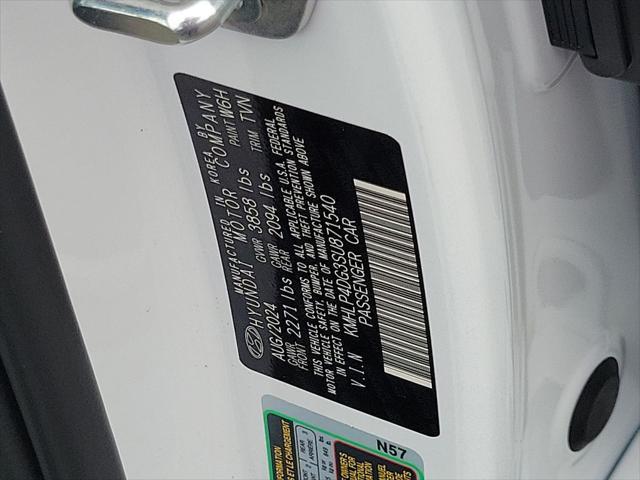 MANUFACTURED IN KOREA BY
HYUNDAI MOTOR COMPANY
AUG/2024 GVWR 3858 lbs PAINT W6H
GAWR FRONT 2271 lbs GAWR REAR 2094 lbs TRIM TVN
THIS VEHICLE CONFORMS TO ALL APPLICABLE U.S.A. FEDERAL
MOTOR VEHICLE SAFETY, BUMPER, AND THEFT PREVENTION STANDARDS
IN EFFECT ON THE DATE OF MANUFACTURE SHOWN ABOVE
V.I.N KMHLP4DG3SU871540
PASSENGER CAR
N57